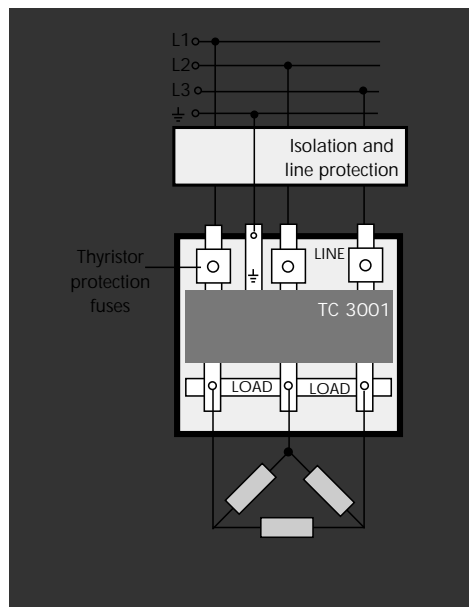 L1
L2
L3
Isolation and
line protection
Thyristor
protection
fuses
LINE
TC 3001
LOAD
LOAD